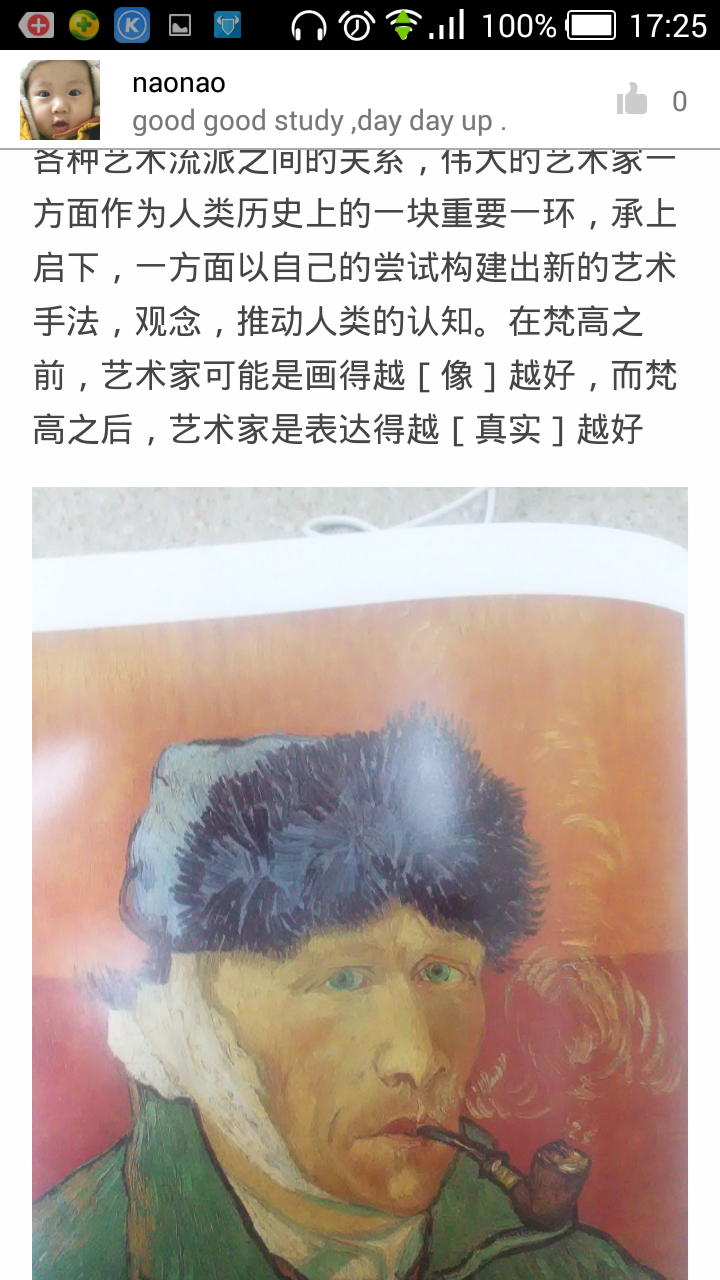 100% 17:25
naonao
good good study ,day day up .
0
各种艺术流派之间的关系，伟大的艺术家一
方面作为人类历史上的一块重要一环，承上
启下，一方面以自己的尝试构建出新的艺术
手法，观念，推动人类的认知。在梵高之
前，艺术家可能是画得越［像］越好，而梵
高之后，艺术家是表达得越［真实］越好